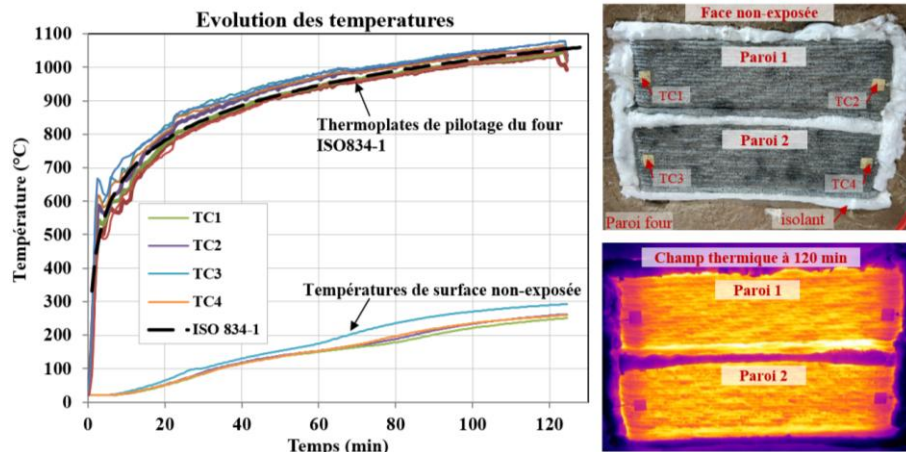 Evolution des temperatures
1100
1000
900
800
700
600
500
400
300
200
100
0
Température (°C)
Thermoplates de pilotage du four
ISO834-1
TC1
TC2
TC3
TC4
ISO 834-1
Températures de surface non-exposée
0
20
40
60
80
100
120
Temps (min)
Face non-exposée
Paroi 1
TC1
TC2
Paroi 2
TC3
TC4
Paroi four
isolant
Champ thermique à 120 min
Paroi 1
Paroi 2